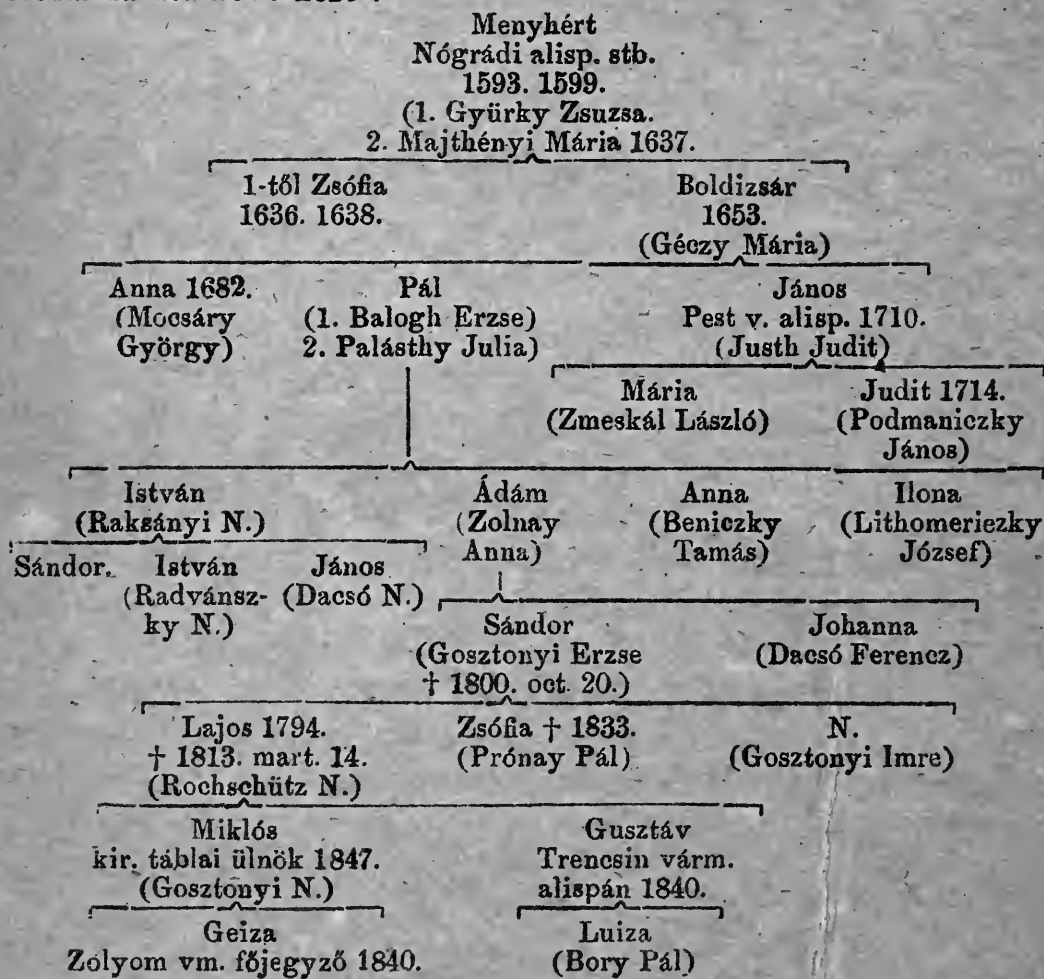 Menyhért
Nógrádi alisp. stb.
1593. 1599.
(1. Gyürky Zsuzsa.
2. Majthényi Mária 1637.
1-től Zsófia Boldizsár
1636. 1638. 1653.
(Géczy Mária)
Anna 1682. Pál János
(Mocsáry (1. Balogh Erzse) Pest v. alisp. 1710.
György) 2. Palásthy Julia) (Justh Judit)
Mária Judit 1714.
(Zmeskál László) (Podmaniczky
János)
István Ádám Anna Ilona
(Raksányi N.) (Zolnay (Beniczky (Lithomeriezky
Anna) Tamás) József)
Sándor. István János
(Radvánsz- (Dacsó N.)
ky N.)
Sándor Johanna
(Gosztonyi Erzse (Dacsó Ferencz)
† 1800. oct. 20.)
Lajos 1794. Zsófia † 1833. N.
† 1813. mart. 14. (Prónay Pál) (Gosztonyi Imre)
(Rochschütz N.)
Miklós Gusztáv
kir. táblai ülnök 1847. Trencsin várm.
(Gosztonyi N.) alispán 1840.
Geiza Luiza
Zólyom vm. főjegyző 1840. (Bory Pál)